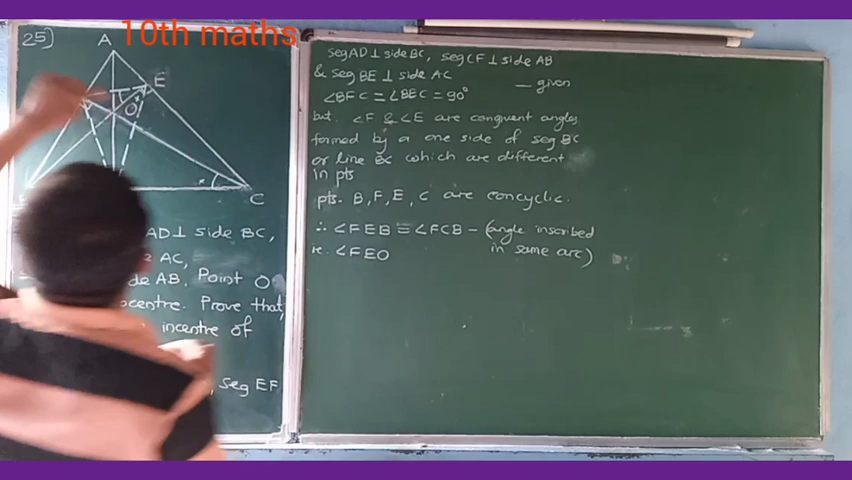 25]
10th maths
A
E
O
x
C
AD ⊥ side BC,
AC,
de AB, Point O
ocentre. Prove that,
incentre of
, Seg EF
seg AD ⊥ side BC, seg CF ⊥ side AB
& seg BE ⊥ side AC
— given
∠BFC = ∠BEC = 90°
but. ∠F & ∠E are congruent angles
formed by a one side of seg BC
or line BC which are different
in pts
pts. B, F, E, C are concyclic.
∴ ∠FEB ≅ ∠FCB — (angle inscribed
in same arc)
ie. ∠FEO